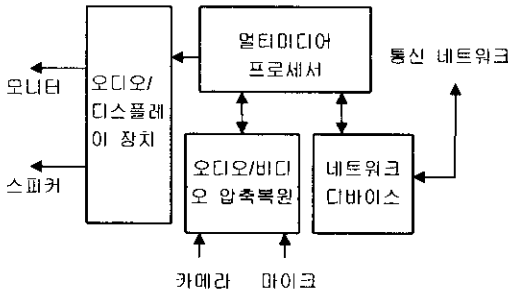 멀티미디어
프로세서
통신 네트워크
모니터
오디오/
디스플레
이 장치
스피커
오디오/비디
오 압축복원
네트워크
디바이스
카메라 마이크